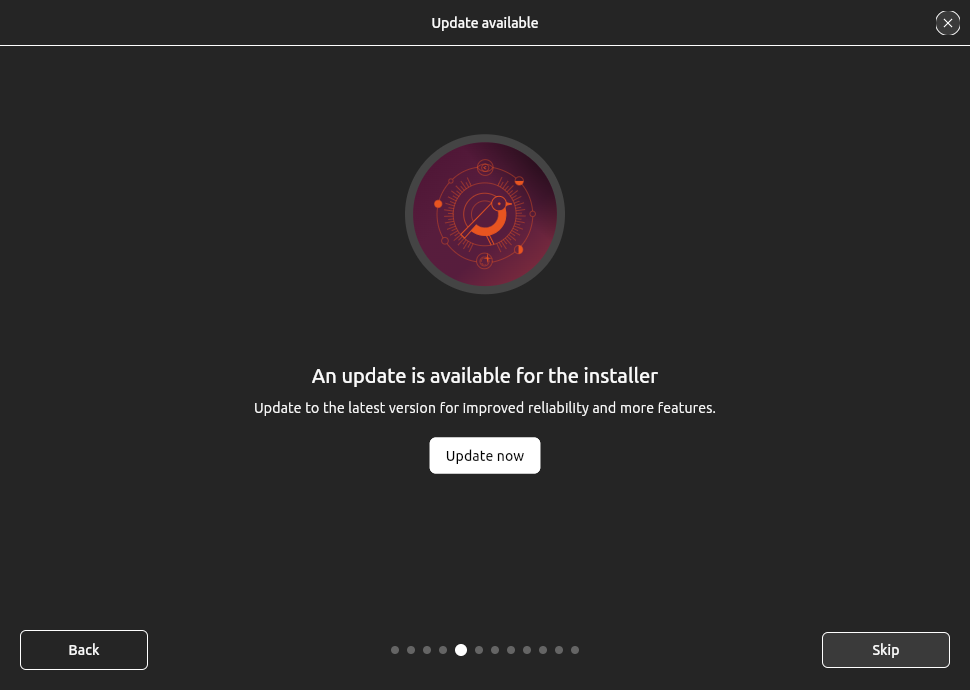 Update available
An update is available for the installer
Update to the latest version for improved reliability and more features.
Update now
Back
Skip